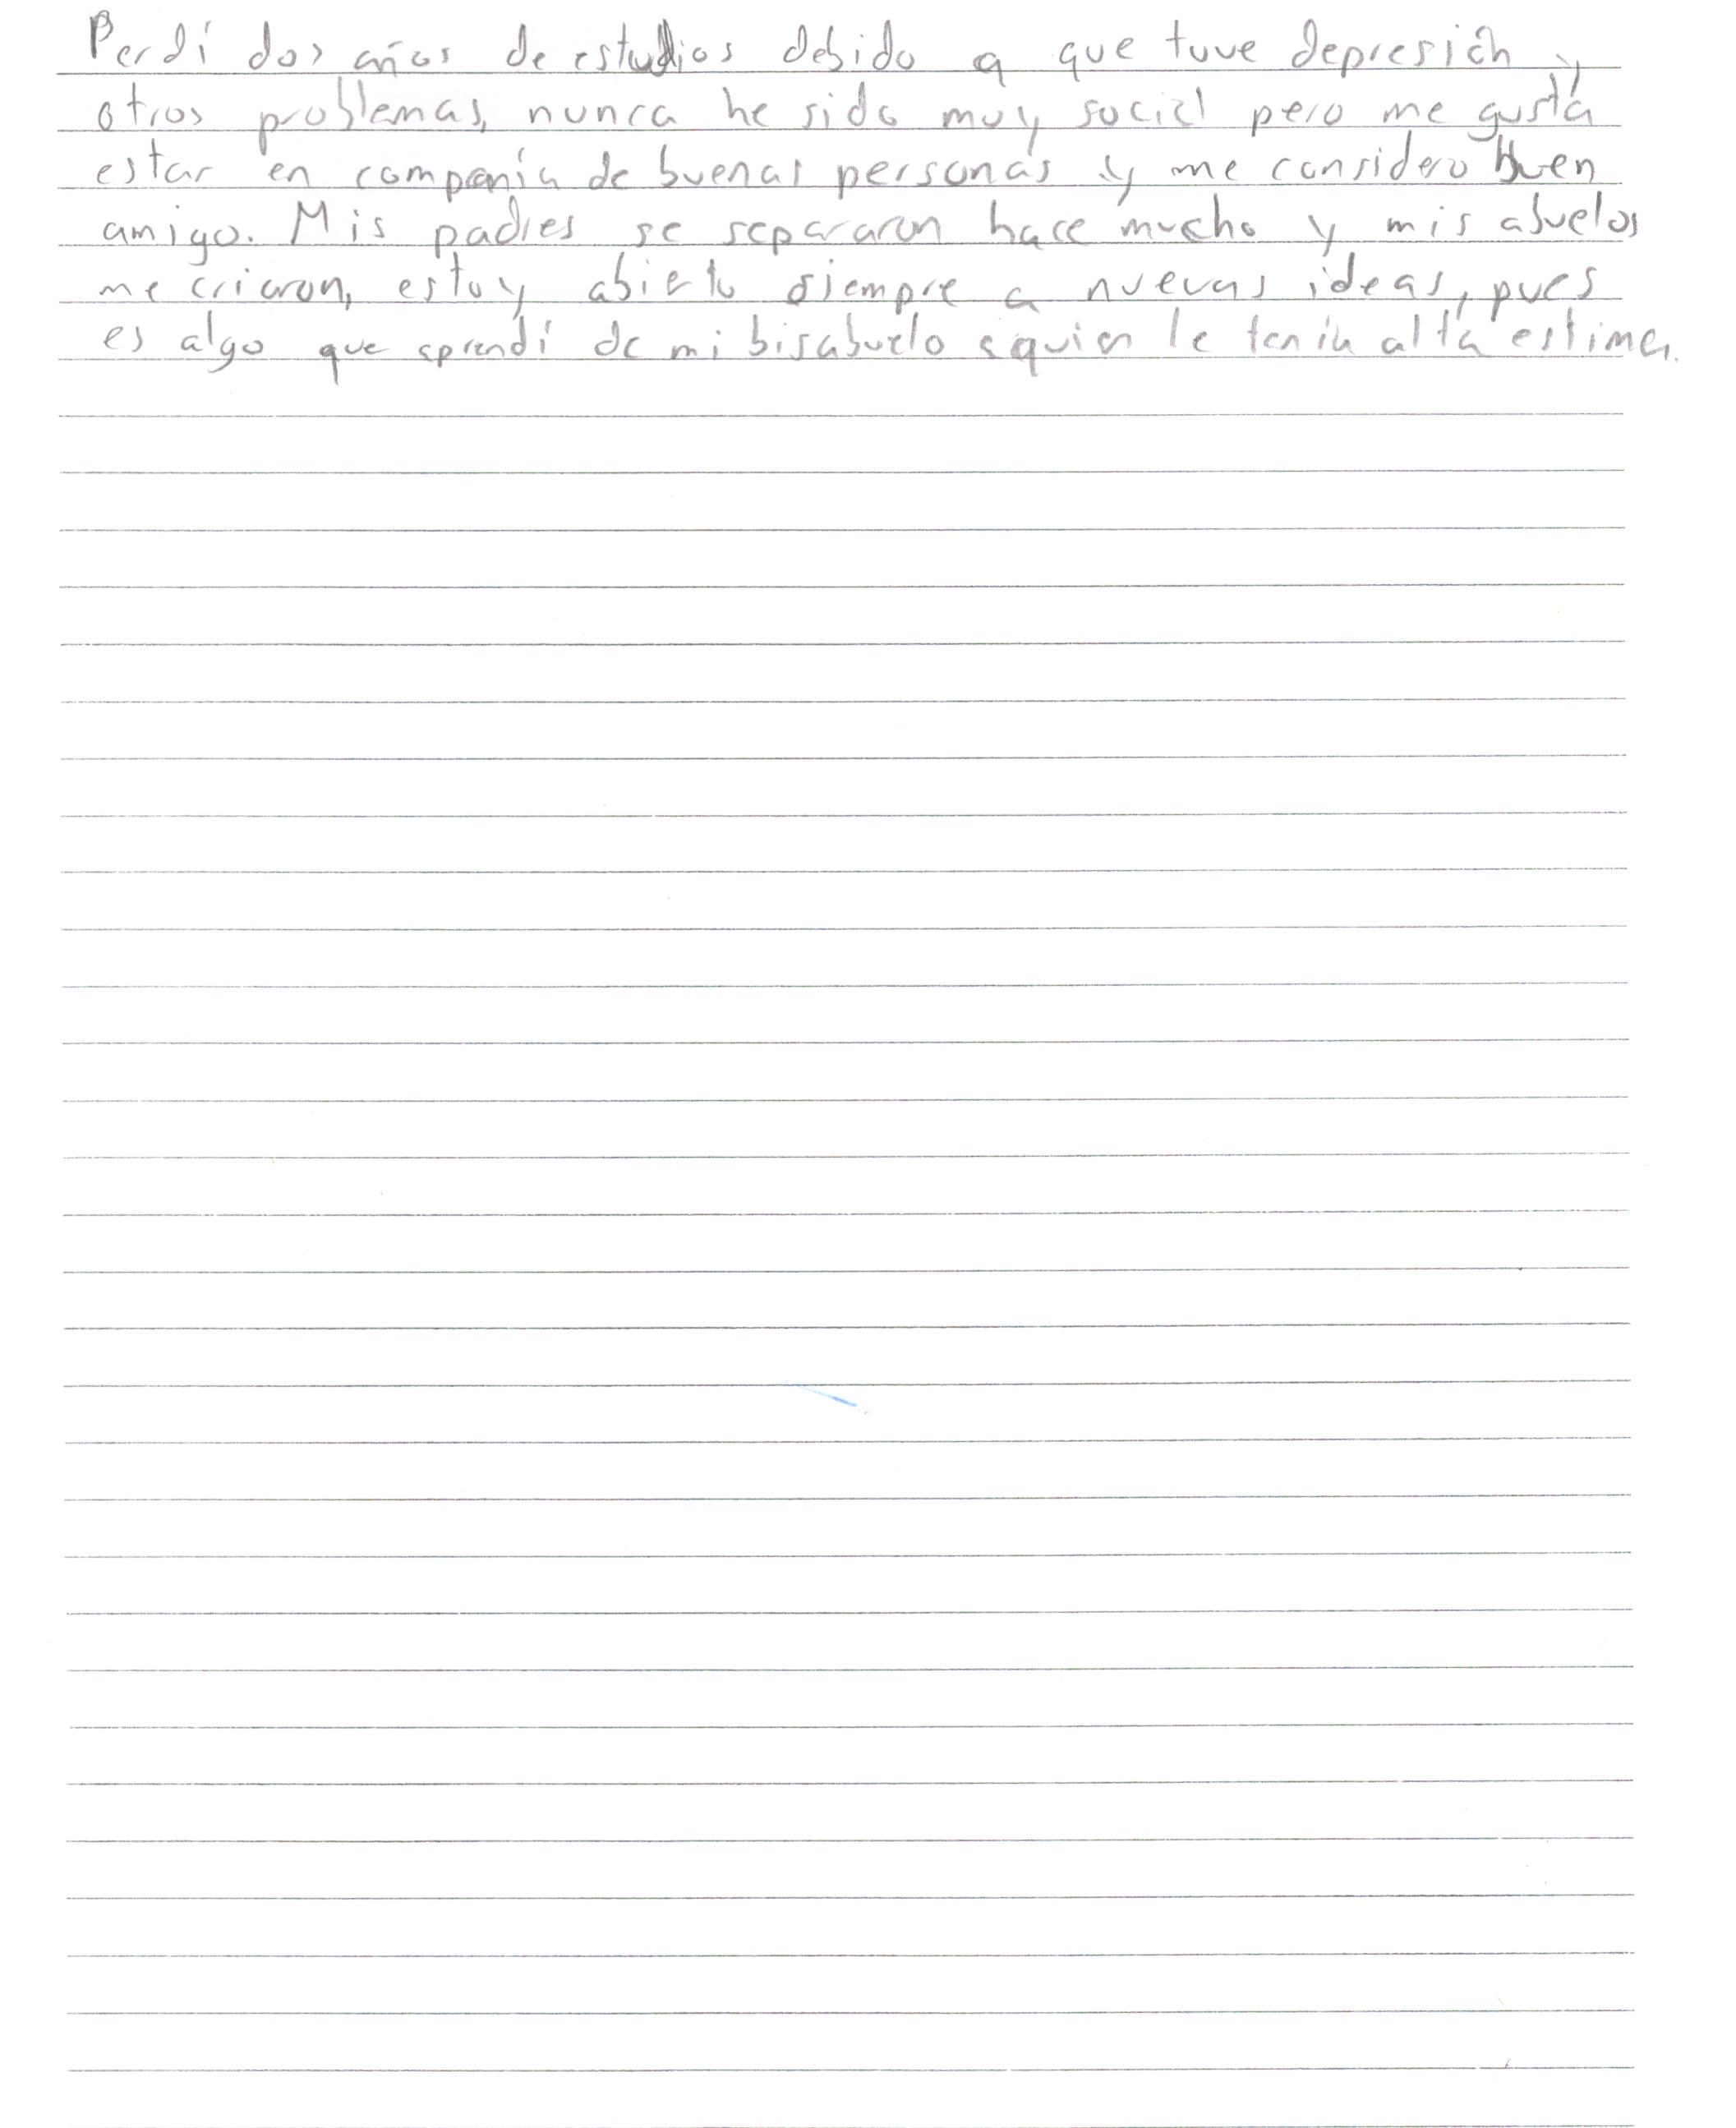 Perdí dos años de estudios debido a que tuve depresión y
otros problemas, nunca he sido muy social pero me gusta
estar en companía de buenas personas y me considero buen
amigo. Mis padres se separaron hace mucho y mis abuelos
me criaron, estoy abierto siempre a nuevas ideas, pues
es algo que aprendí de mi bisabuelo a quien le tenía alta estima.